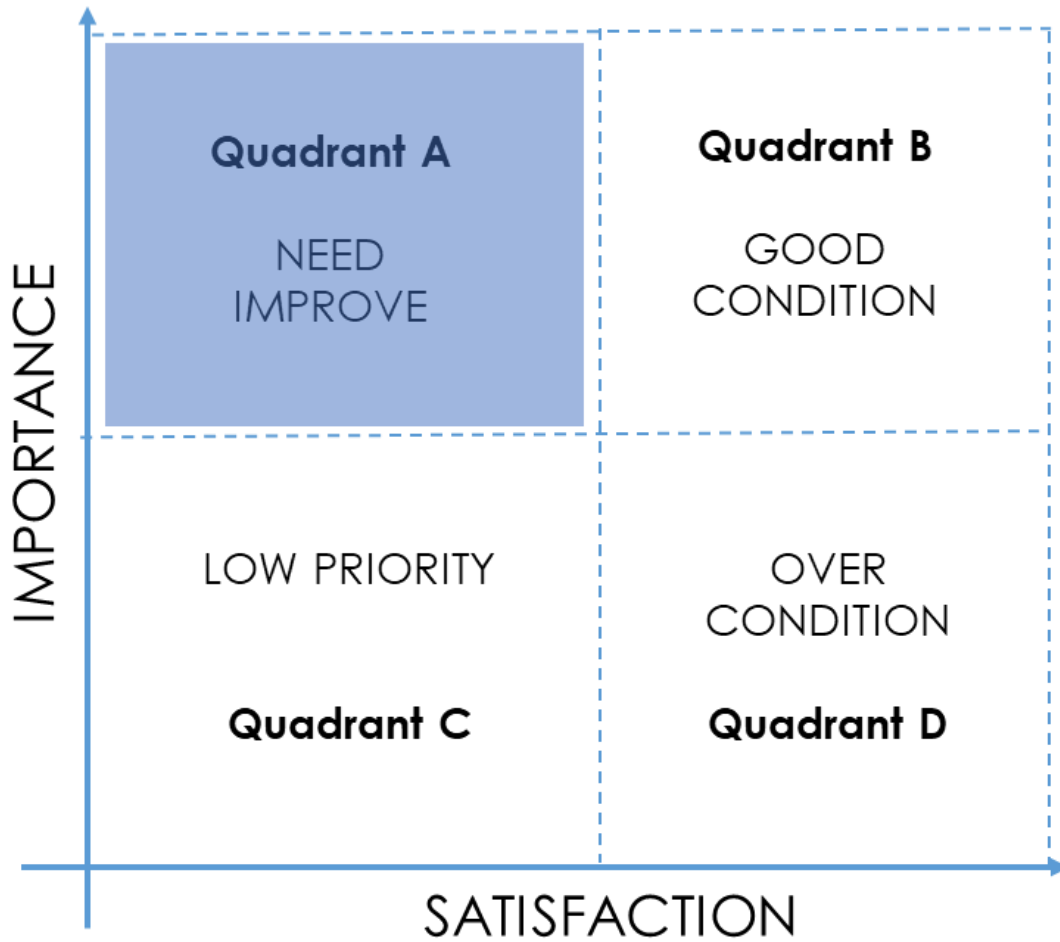 Quadrant A
NEED
IMPROVE
Quadrant B
GOOD
CONDITION
IMPORTANCE
LOW PRIORITY
Quadrant C
OVER
CONDITION
Quadrant D
SATISFACTION